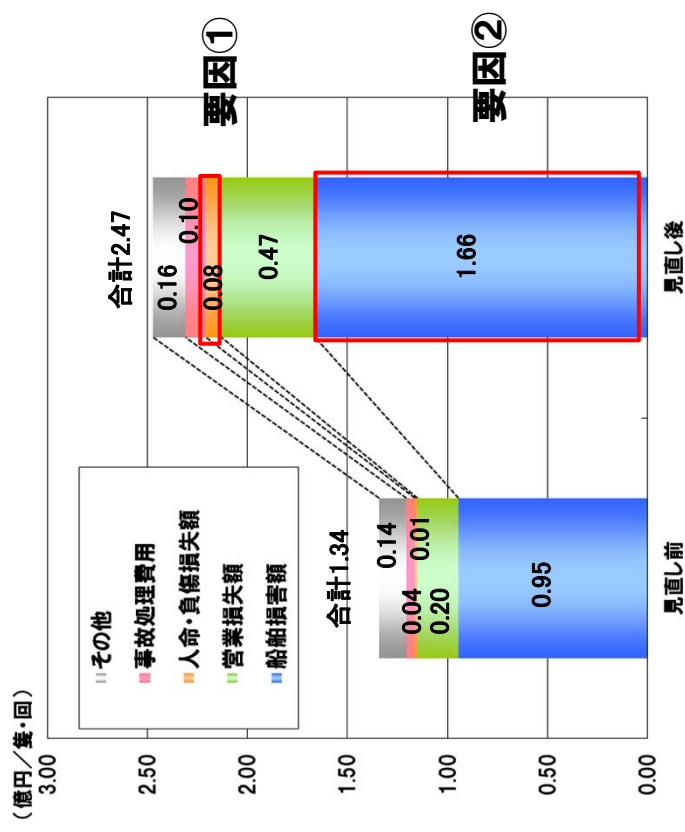 (億円/隻・回)
3.00
2.50
2.00
1.50
1.00
0.50
0.00
その他
事故処理費用
人命・負傷損失額
営業損失額
船舶損害額
合計1.34
0.14
0.04
0.01
0.20
0.95
見直し前
合計2.47
0.16
0.10
0.08
0.47
1.66
見直し後
要因①
要因②